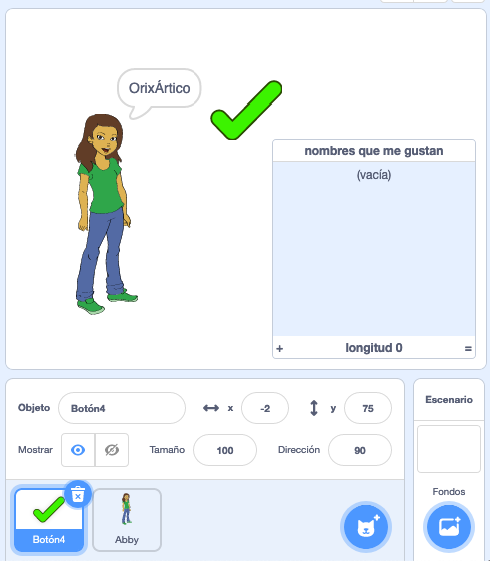 OrixÁrtico
nombres que me gustan
(vacía)
+ longitud 0 =
Objeto Botón4 x -2 y 75
Mostrar Tamaño 100 Dirección 90
Botón4 Abby
Escenario
Fondos